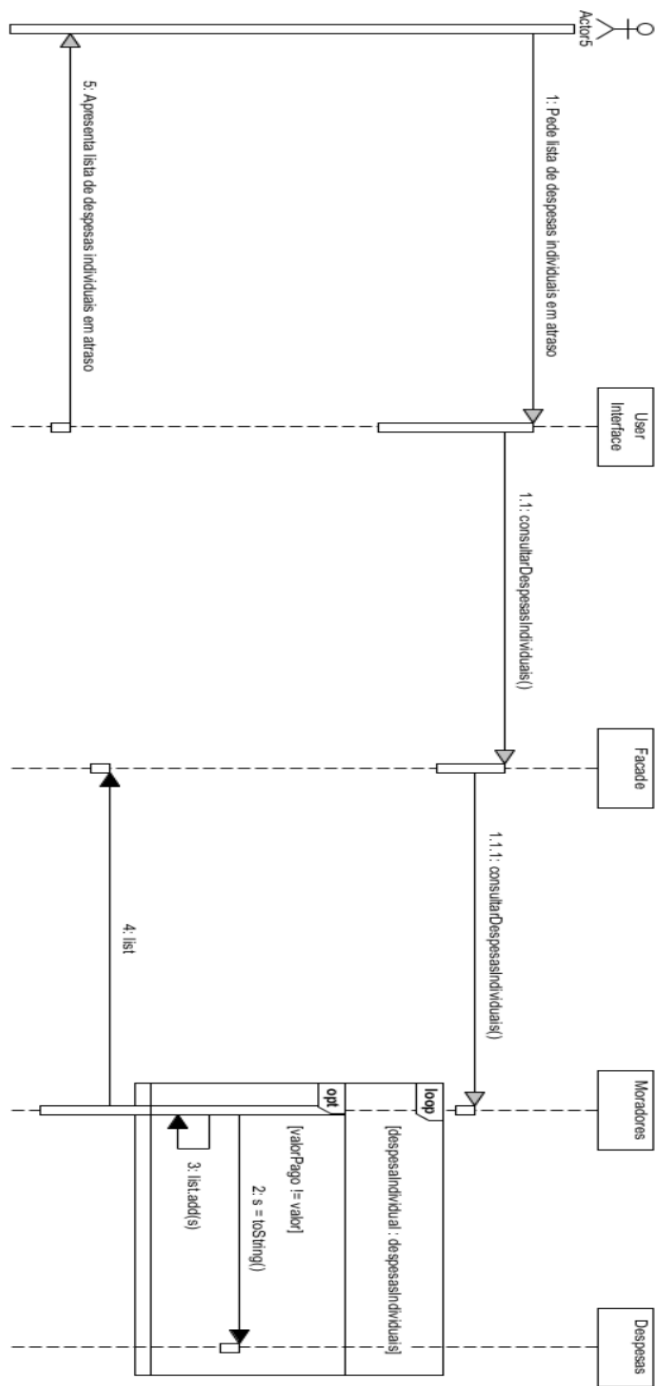 Actor5
User
Interface
Facade
Moradores
Despesas
1: Pede lista de despesas individuais em atraso
1.1: consultarDespesasIndividuais()
1.1.1: consultarDespesasIndividuais()
loop
[despesaIndividual : despesasIndividuais]
opt
[valorPago != valor]
2: s = toString()
3: list.add(s)
4: list
5: Apresenta lista de despesas individuais em atraso